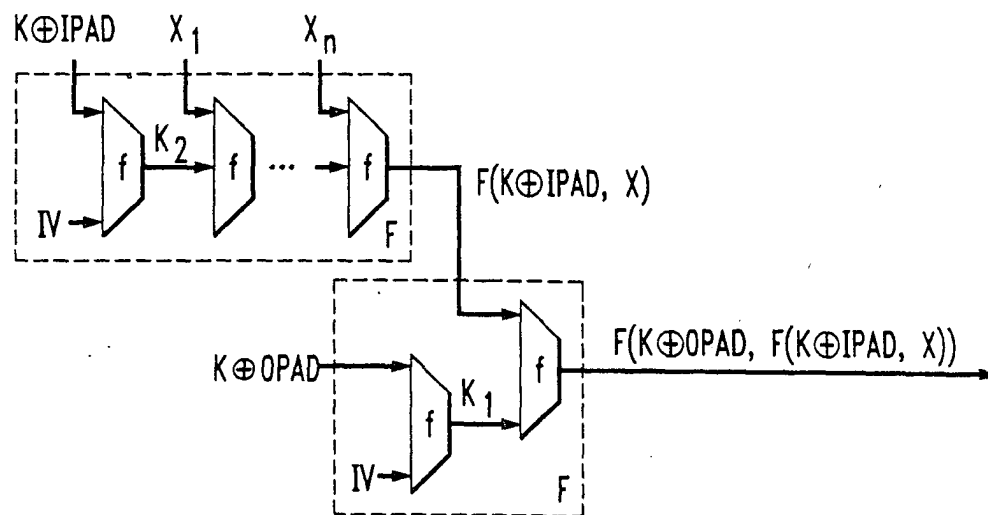 K⊕IPAD X₁ Xₙ
f K₂ f ... f
F(K⊕IPAD, X)
IV
F
F(K⊕OPAD, F(K⊕IPAD, X))
K⊕OPAD
f
K₁
f
IV
F